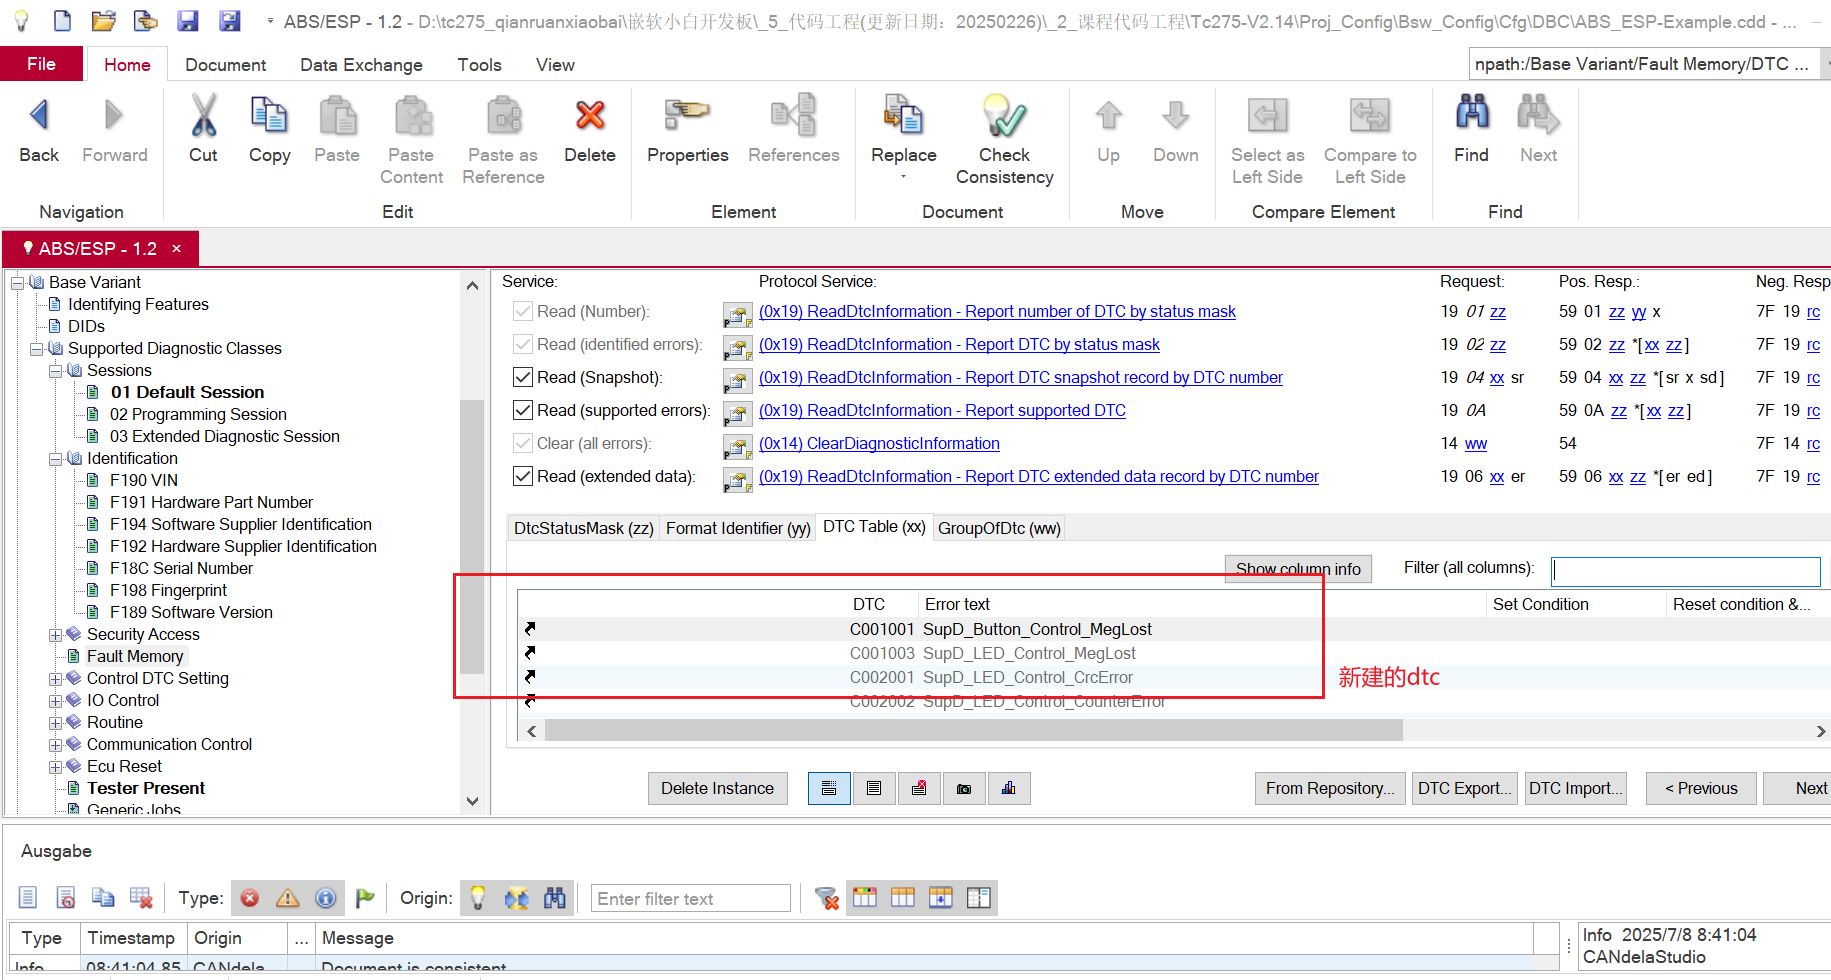 ABS/ESP - 1.2 - D:\tc275_qianruanxiaobai\嵌软小白开发板\_5_代码工程(更新日期：20250226)\_2_课程代码工程\Tc275-V2.14\Proj_Config\Bsw_Config\Cfg\DBC\ABS_ESP-Example.cdd - ...
File Home Document Data Exchange Tools View npath:/Base Variant/Fault Memory/DTC ...
Back Forward Cut Copy Paste Paste Content Paste as Reference Delete Properties References Replace Check Consistency Up Down Select as Left Side Compare to Left Side Find Next
Navigation Edit Element Document Move Compare Element Find
ABS/ESP - 1.2 ×
Base Variant
Identifying Features
DIDs
Supported Diagnostic Classes
Sessions
01 Default Session
02 Programming Session
03 Extended Diagnostic Session
Identification
F190 VIN
F191 Hardware Part Number
F194 Software Supplier Identification
F192 Hardware Supplier Identification
F18C Serial Number
F198 Fingerprint
F189 Software Version
Security Access
Fault Memory
Control DTC Setting
IO Control
Routine
Communication Control
Ecu Reset
Tester Present
Generic Jobs
Service: Protocol Service: Request: Pos. Resp.: Neg. Resp
Read (Number): (0x19) ReadDtcInformation - Report number of DTC by status mask 19 01 zz 59 01 zz yy x 7F 19 rc
Read (identified errors): (0x19) ReadDtcInformation - Report DTC by status mask 19 02 zz 59 02 zz *[xx zz] 7F 19 rc
Read (Snapshot): (0x19) ReadDtcInformation - Report DTC snapshot record by DTC number 19 04 xx sr 59 04 xx zz *[sr x sd] 7F 19 rc
Read (supported errors): (0x19) ReadDtcInformation - Report supported DTC 19 0A 59 0A zz *[xx zz] 7F 19 rc
Clear (all errors): (0x14) ClearDiagnosticInformation 14 ww 54 7F 14 rc
Read (extended data): (0x19) ReadDtcInformation - Report DTC extended data record by DTC number 19 06 xx er 59 06 xx zz *[er ed] 7F 19 rc
DtcStatusMask (zz) Format Identifier (yy) DTC Table (xx) GroupOfDtc (ww)
Show column info Filter (all columns):
DTC Error text Set Condition Reset condition &...
C001001 SupD_Button_Control_MegLost
C001003 SupD_LED_Control_MegLost
C002001 SupD_LED_Control_CrcError
C002002 SupD_LED_Control_CounterError
新建的dtc
Delete Instance From Repository... DTC Export... DTC Import... < Previous Next
Ausgabe
Type: Origin: Enter filter text
Type Timestamp Origin ... Message
Info 08:41:04.85 CANdela Document is consistent
Info 2025/7/8 8:41:04
CANdelaStudio